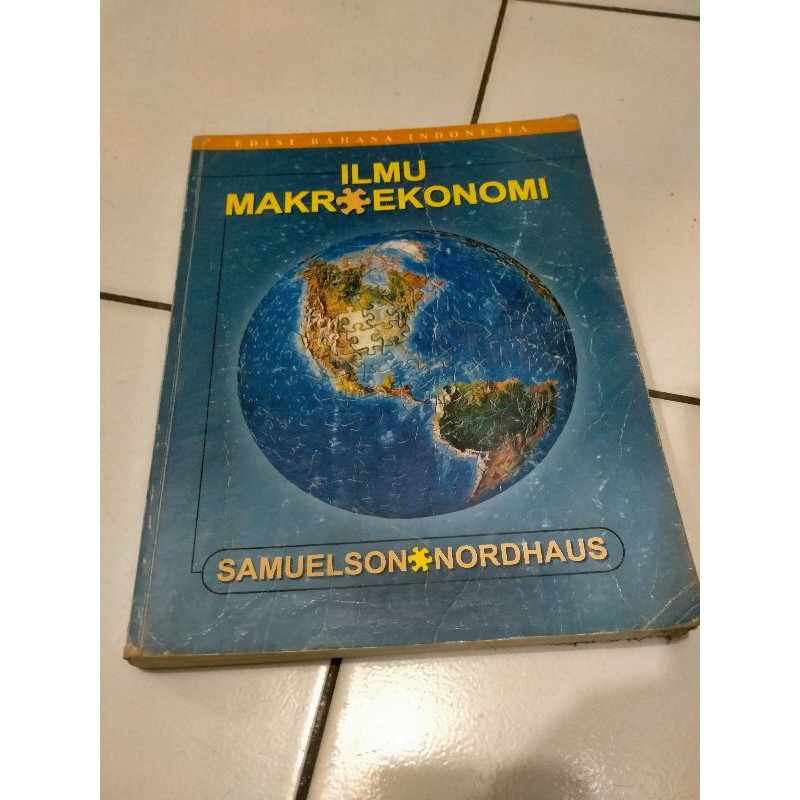 EDISI BAHASA INDONESIA
ILMU
MAKROEKONOMI
SAMUELSON NORDHAUS